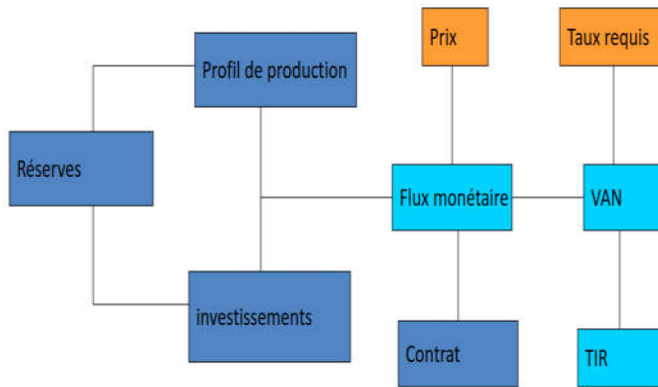 Prix
Taux requis
Profil de production
Réserves
Flux monétaire
VAN
investissements
Contrat
TIR